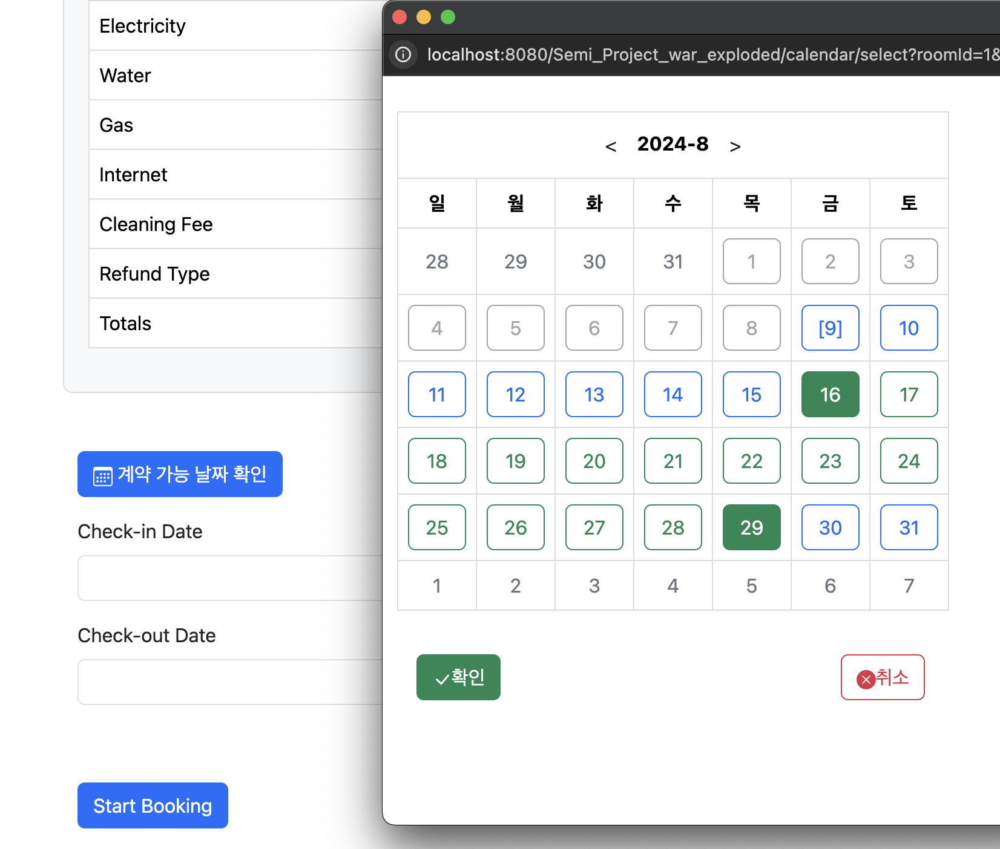 Electricity
Water
Gas
Internet
Cleaning Fee
Refund Type
Totals
계약 가능 날짜 확인
Check-in Date
Check-out Date
Start Booking
localhost:8080/Semi_Project_war_exploded/calendar/select?roomId=1&
< 2024-8 >
일 월 화 수 목 금 토
28 29 30 31 1 2 3
4 5 6 7 8 [9] 10
11 12 13 14 15 16 17
18 19 20 21 22 23 24
25 26 27 28 29 30 31
1 2 3 4 5 6 7
확인 취소